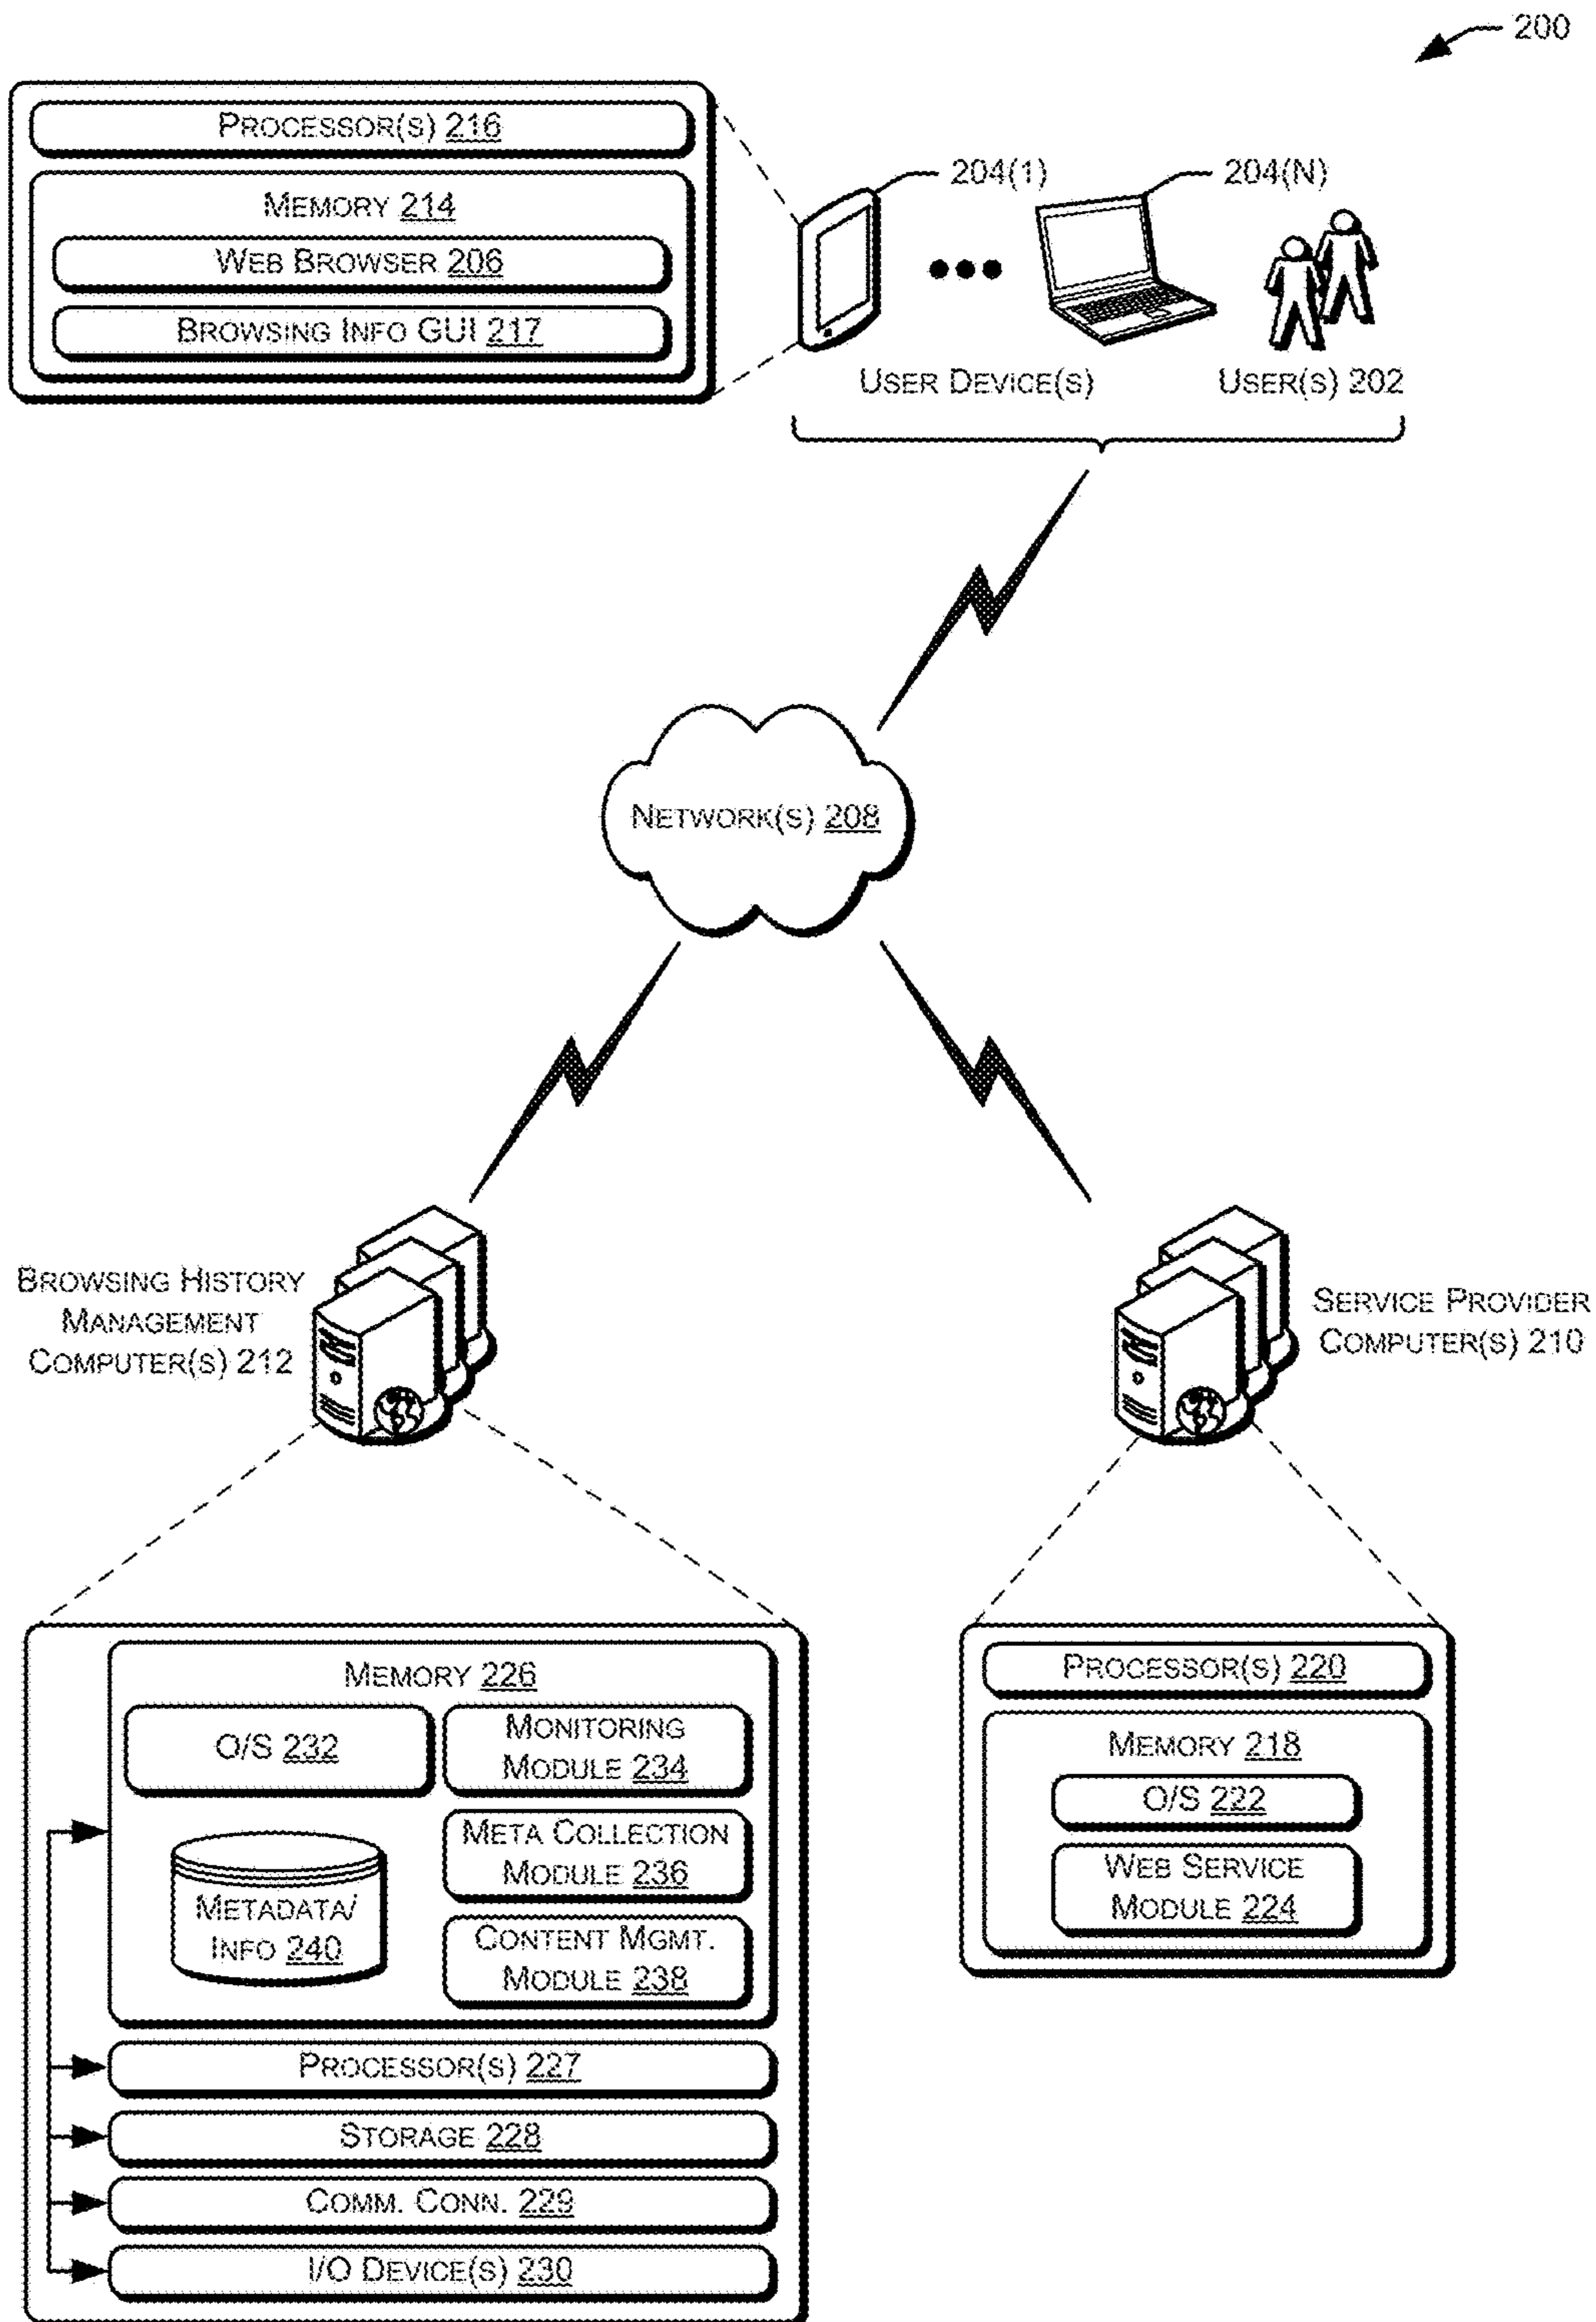 200
PROCESSOR(S) 216
MEMORY 214
WEB BROWSER 206
BROWSING INFO GUI 217
204(1)
204(N)
USER DEVICE(S)
USER(S) 202
NETWORK(S) 208
BROWSING HISTORY
MANAGEMENT
COMPUTER(S) 212
SERVICE PROVIDER
COMPUTER(S) 210
MEMORY 226
O/S 232
MONITORING
MODULE 234
META COLLECTION
MODULE 236
METADATA/
INFO 240
CONTENT MGMT.
MODULE 238
PROCESSOR(S) 227
STORAGE 228
COMM. CONN. 229
I/O DEVICE(S) 230
PROCESSOR(S) 220
MEMORY 218
O/S 222
WEB SERVICE
MODULE 224